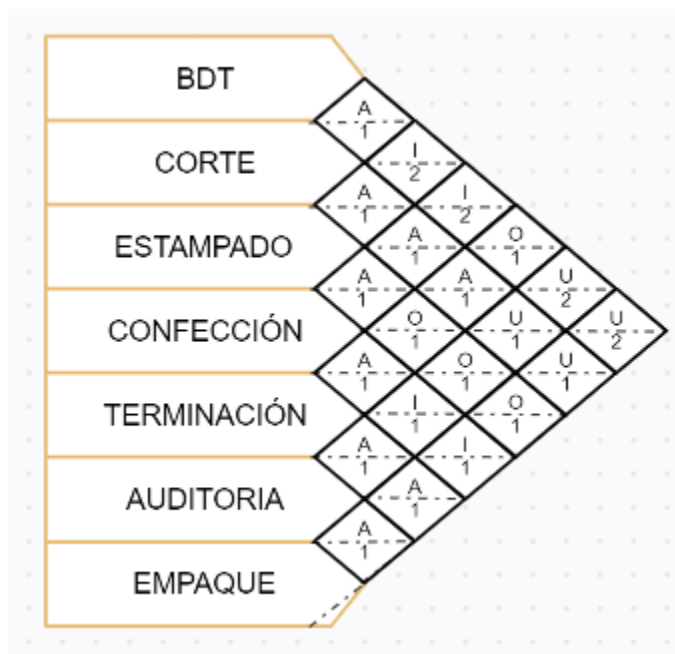 BDT
A
1
CORTE
I
2
A I
1 2
ESTAMPADO
A O
1 1
A A U
1 1 2
CONFECCIÓN
O U U
1 1 2
A O U
1 1 1
TERMINACIÓN
I O
1 1
A I
1 1
AUDITORIA
A
1
A
1
EMPAQUE